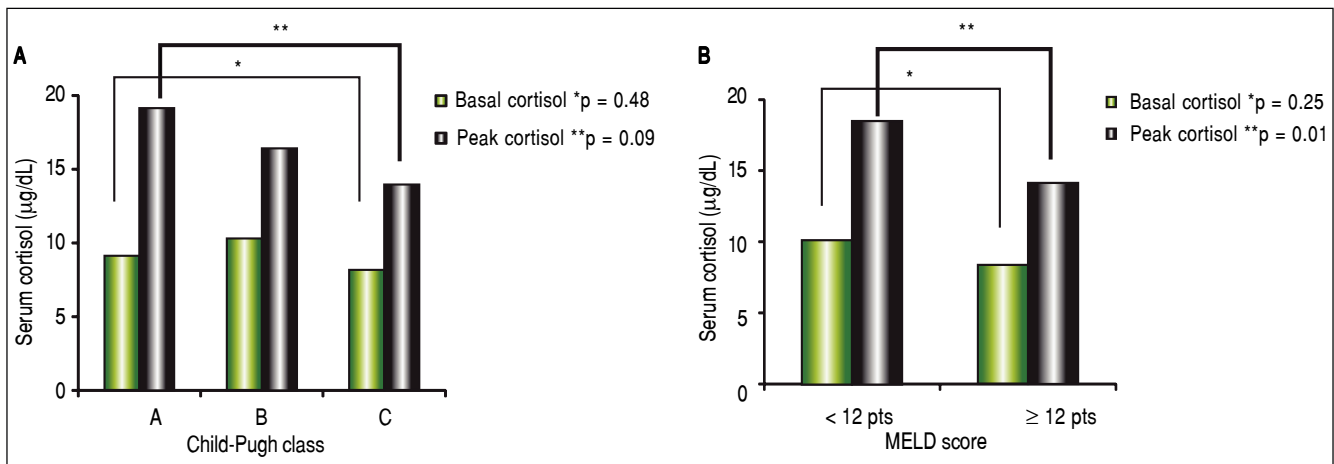 A
**
*
20
15
10
5
0
Serum cortisol (µg/dL)
A B C
Child-Pugh class
Basal cortisol *p = 0.48
Peak cortisol **p = 0.09
B
**
*
20
15
10
5
0
Serum cortisol (µg/dL)
< 12 pts ≥ 12 pts
MELD score
Basal cortisol *p = 0.25
Peak cortisol **p = 0.01